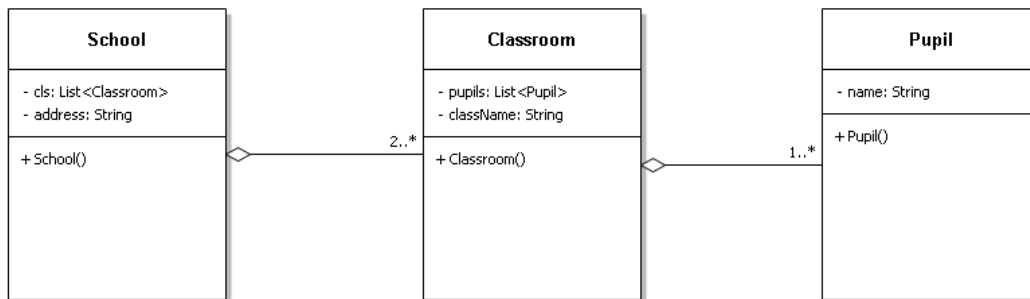 School
- cls: List<Classroom>
- address: String
+ School()
2..*
Classroom
- pupils: List<Pupil>
- className: String
+ Classroom()
1..*
Pupil
- name: String
+ Pupil()